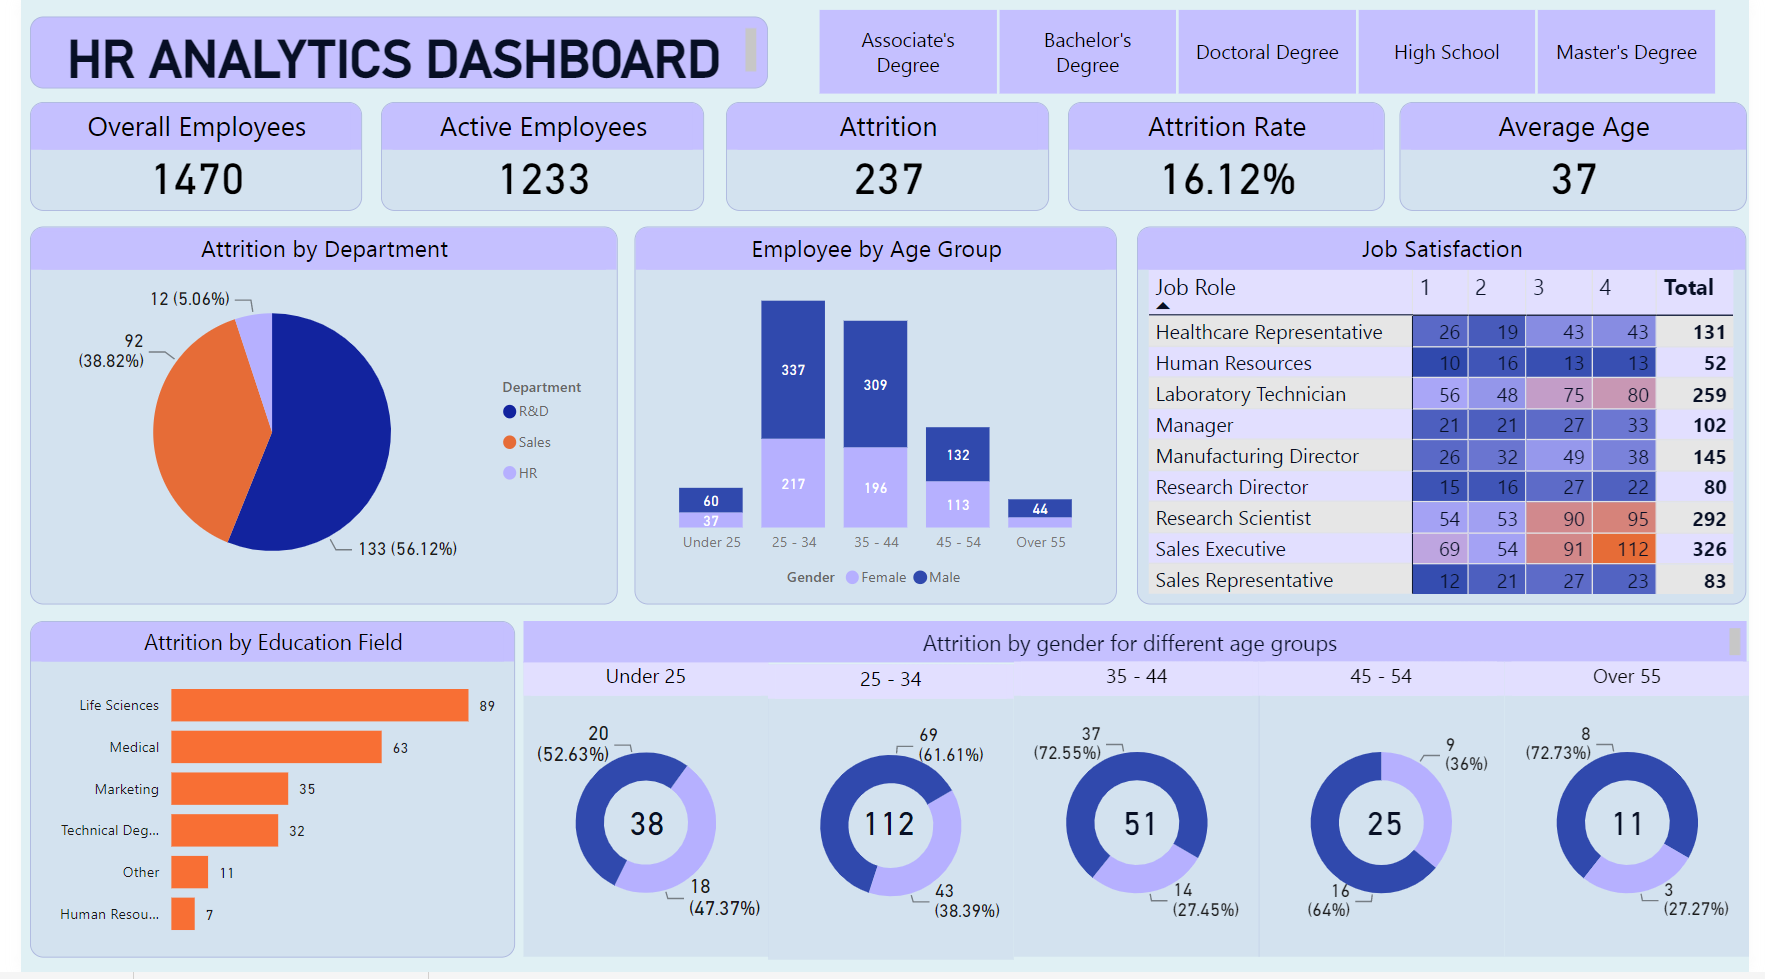 HR ANALYTICS DASHBOARD
Associate's
Degree
Bachelor's
Degree
Doctoral Degree
High School
Master's Degree
Overall Employees
1470
Active Employees
1233
Attrition
237
Attrition Rate
16.12%
Average Age
37
Attrition by Department
12 (5.06%)
92
(38.82%)
133 (56.12%)
Department
R&D
Sales
HR
Employee by Age Group
60
37
337
217
309
196
132
113
44
Under 25
25 - 34
35 - 44
45 - 54
Over 55
Gender Female Male
Job Satisfaction
Job Role 1 2 3 4 Total
Healthcare Representative 26 19 43 43 131
Human Resources 10 16 13 13 52
Laboratory Technician 56 48 75 80 259
Manager 21 21 27 33 102
Manufacturing Director 26 32 49 38 145
Research Director 15 16 27 22 80
Research Scientist 54 53 90 95 292
Sales Executive 69 54 91 112 326
Sales Representative 12 21 27 23 83
Attrition by Education Field
Life Sciences 89
Medical 63
Marketing 35
Technical Deg... 32
Other 11
Human Resou... 7
Attrition by gender for different age groups
Under 25
20
(52.63%)
38
18
(47.37%)
25 - 34
69
(61.61%)
112
43
(38.39%)
35 - 44
37
(72.55%)
51
14
(27.45%)
45 - 54
9
(36%)
25
16
(64%)
Over 55
8
(72.73%)
11
3
(27.27%)